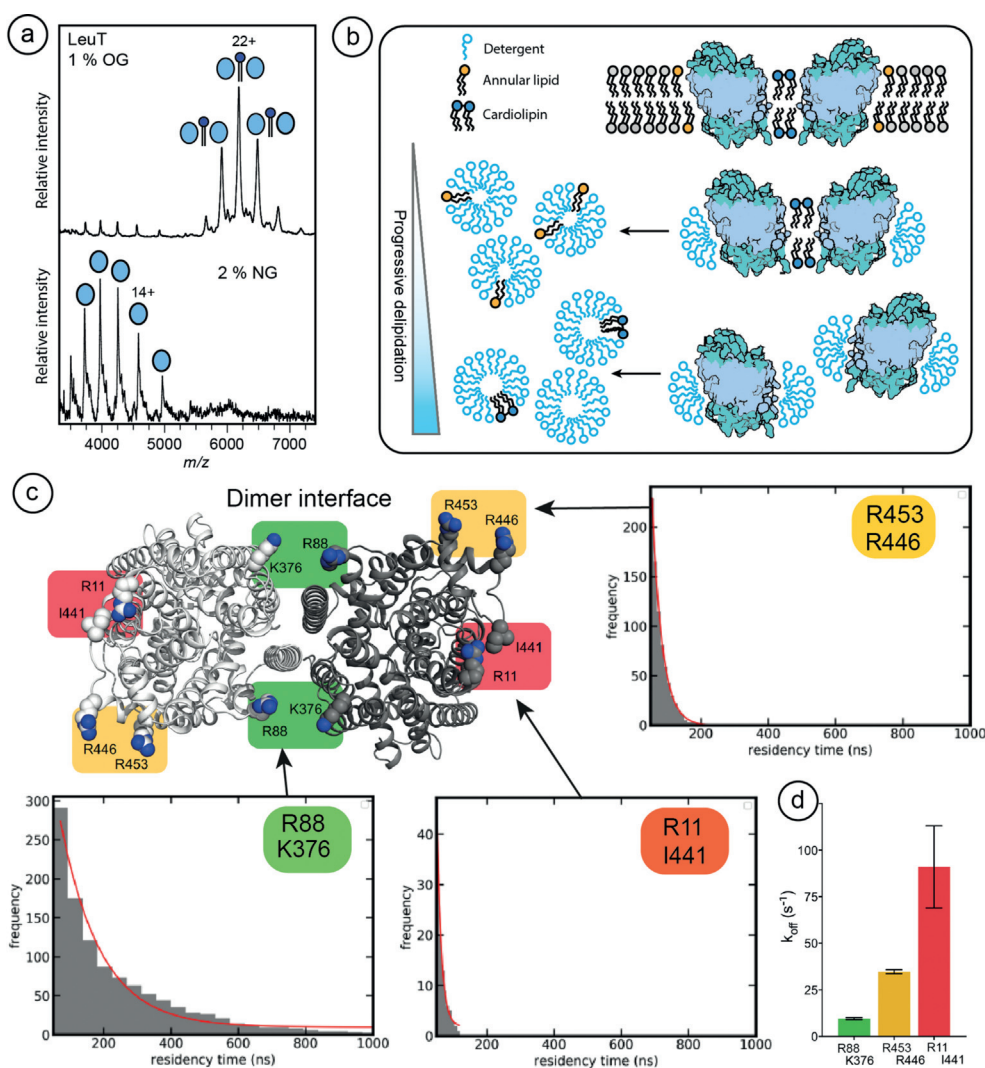 a
LeuT
1 % OG
22+
Relative intensity
2 % NG
14+
Relative intensity
4000 5000 6000 7000
m/z
b
Detergent
Annular lipid
Cardiolipin
Progressive delipidation
c
Dimer interface
R453
R446
R88
K376
R11
I441
I441
R11
K376
R88
R446
R453
R453
R446
frequency
200
150
100
50
0
200 400 600 800 1000
residency time (ns)
R88
K376
frequency
300
250
200
150
100
50
0
200 400 600 800 1000
residency time (ns)
R11
I441
frequency
40
30
20
10
0
200 400 600 800 1000
residency time (ns)
d
koff (s-1)
100
75
50
25
0
R88 R453 R11
K376 R446 I441